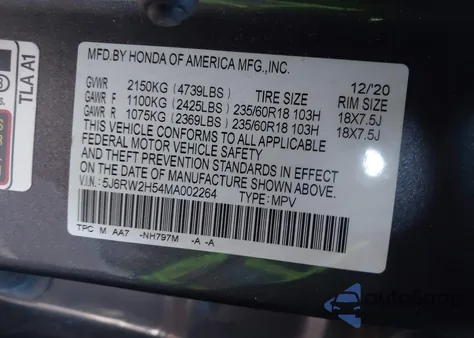 MFD.BY HONDA OF AMERICA MFG.,INC.
12/'20
GVWR 2150KG (4739LBS) TIRE SIZE RIM SIZE
GAWR F 1100KG (2425LBS) 235/60R18 103H 18X7.5J
GAWR R 1075KG (2369LBS) 235/60R18 103H 18X7.5J
THIS VEHICLE CONFORMS TO ALL APPLICABLE
FEDERAL MOTOR VEHICLE SAFETY
AND THEFT PREVENTION STANDARDS IN EFFECT
ON THE DATE OF MANUFACTURE SHOWN ABOVE.
V.I.N.: 5J6RW2H54MA002264 TYPE: MPV
TPC M AA7 -NH797M -A -A
TLA A1